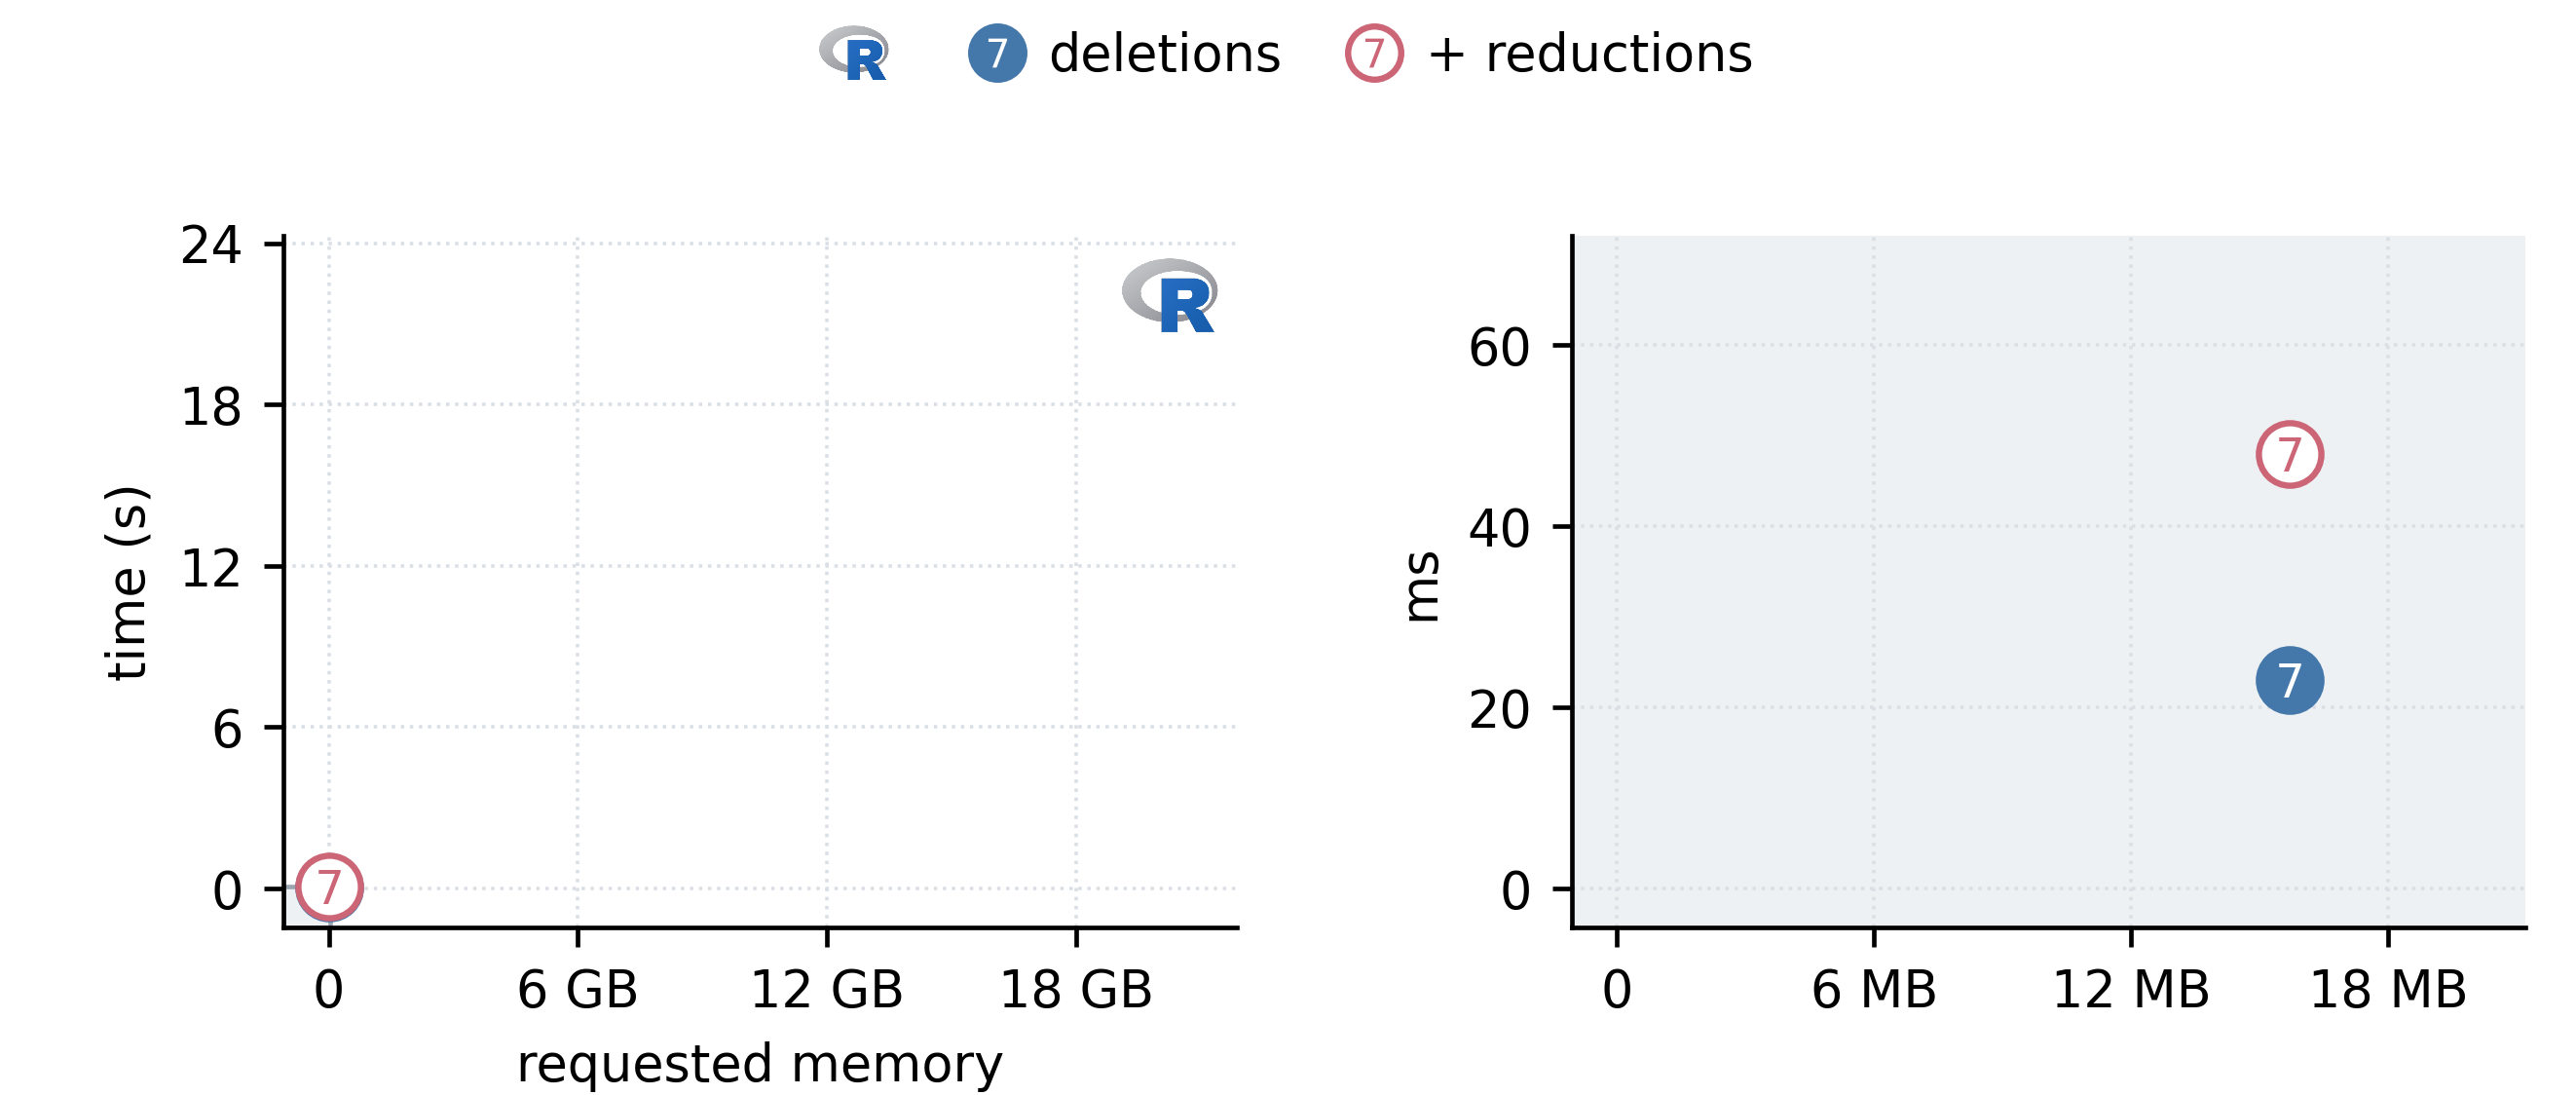 R 7 deletions 7 + reductions
24
18
12
6
0
time (s)
R
7
0 6 GB 12 GB 18 GB
requested memory
60
40
20
0
ms
7
7
0 6 MB 12 MB 18 MB